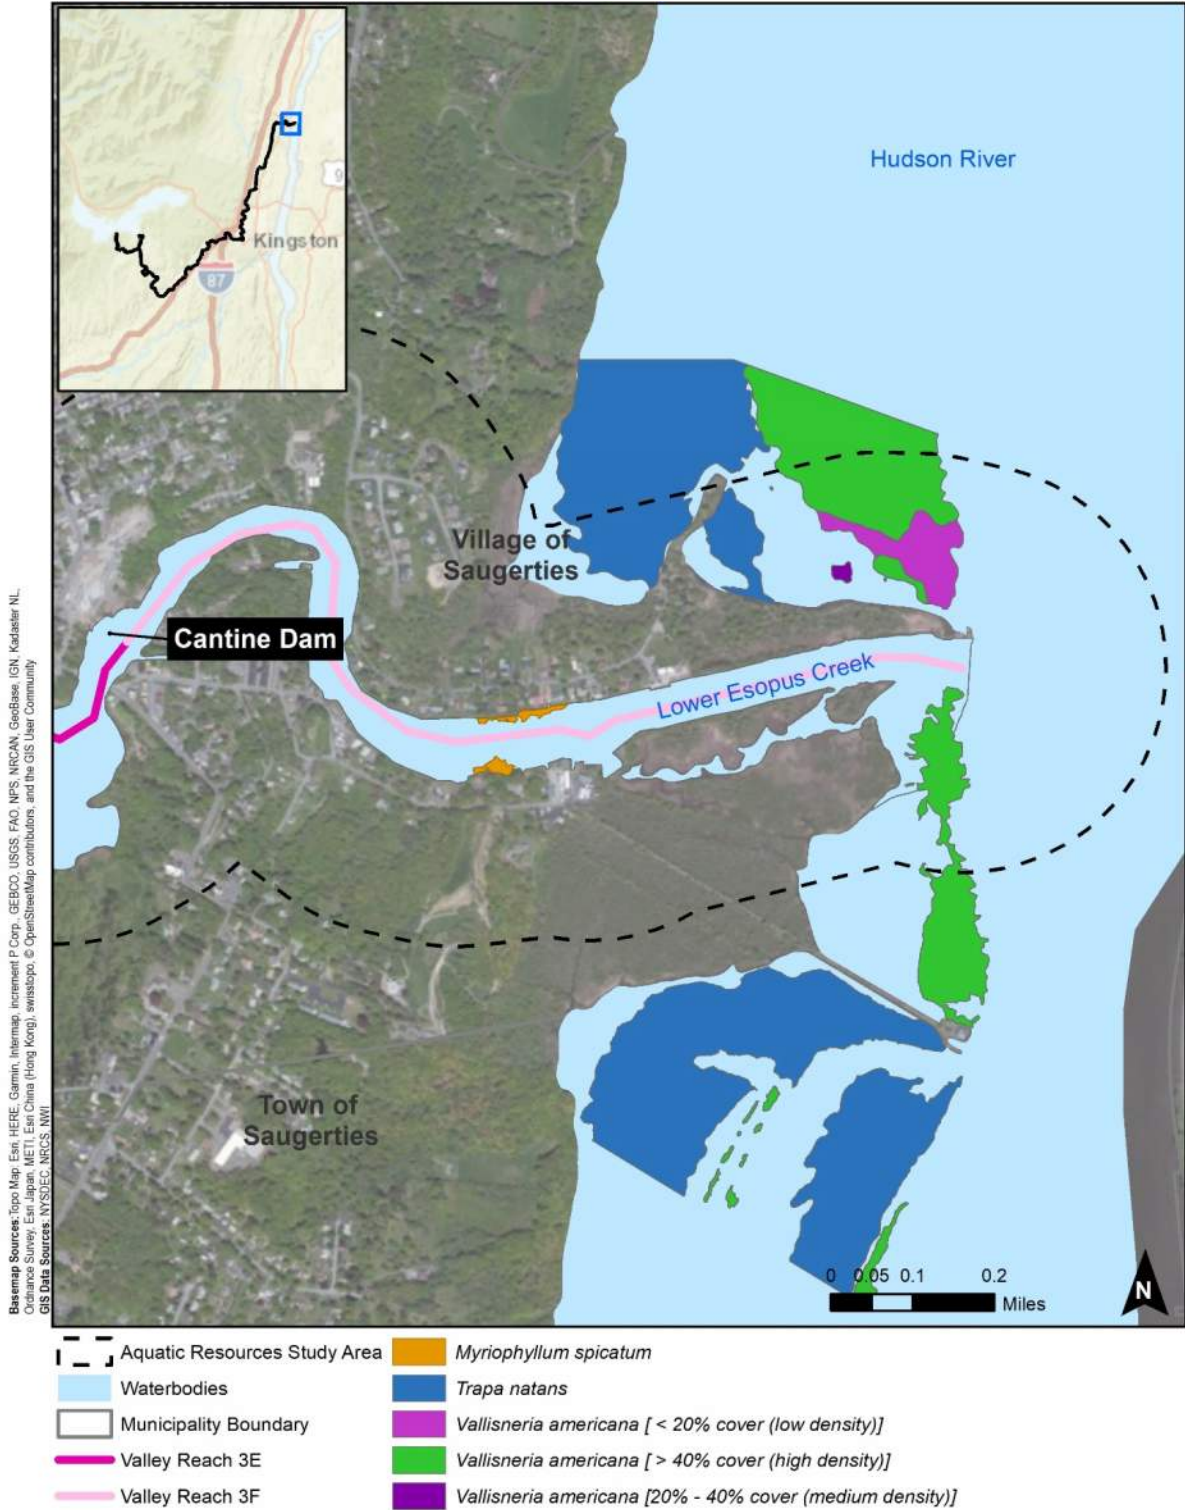 Kingston
87
9
Hudson River
Village of
Saugerties
Cantine Dam
Lower Esopus Creek
Town of
Saugerties
0 0.05 0.1 0.2
Miles
N
Basemap Sources: Topo Map: Esri, HERE, Garmin, Intermap, increment P Corp., GEBCO, USGS, FAO, NPS, NRCAN, GeoBase, IGN, Kadaster NL,
Ordnance Survey, Esri Japan, METI, Esri China (Hong Kong), swisstopo, © OpenStreetMap contributors, and the GIS User Community
GIS Data Sources: NYSDEC, NRCS, NWI
Aquatic Resources Study Area
Waterbodies
Municipality Boundary
Valley Reach 3E
Valley Reach 3F
Myriophyllum spicatum
Trapa natans
Vallisneria americana [ < 20% cover (low density)]
Vallisneria americana [ > 40% cover (high density)]
Vallisneria americana [20% - 40% cover (medium density)]